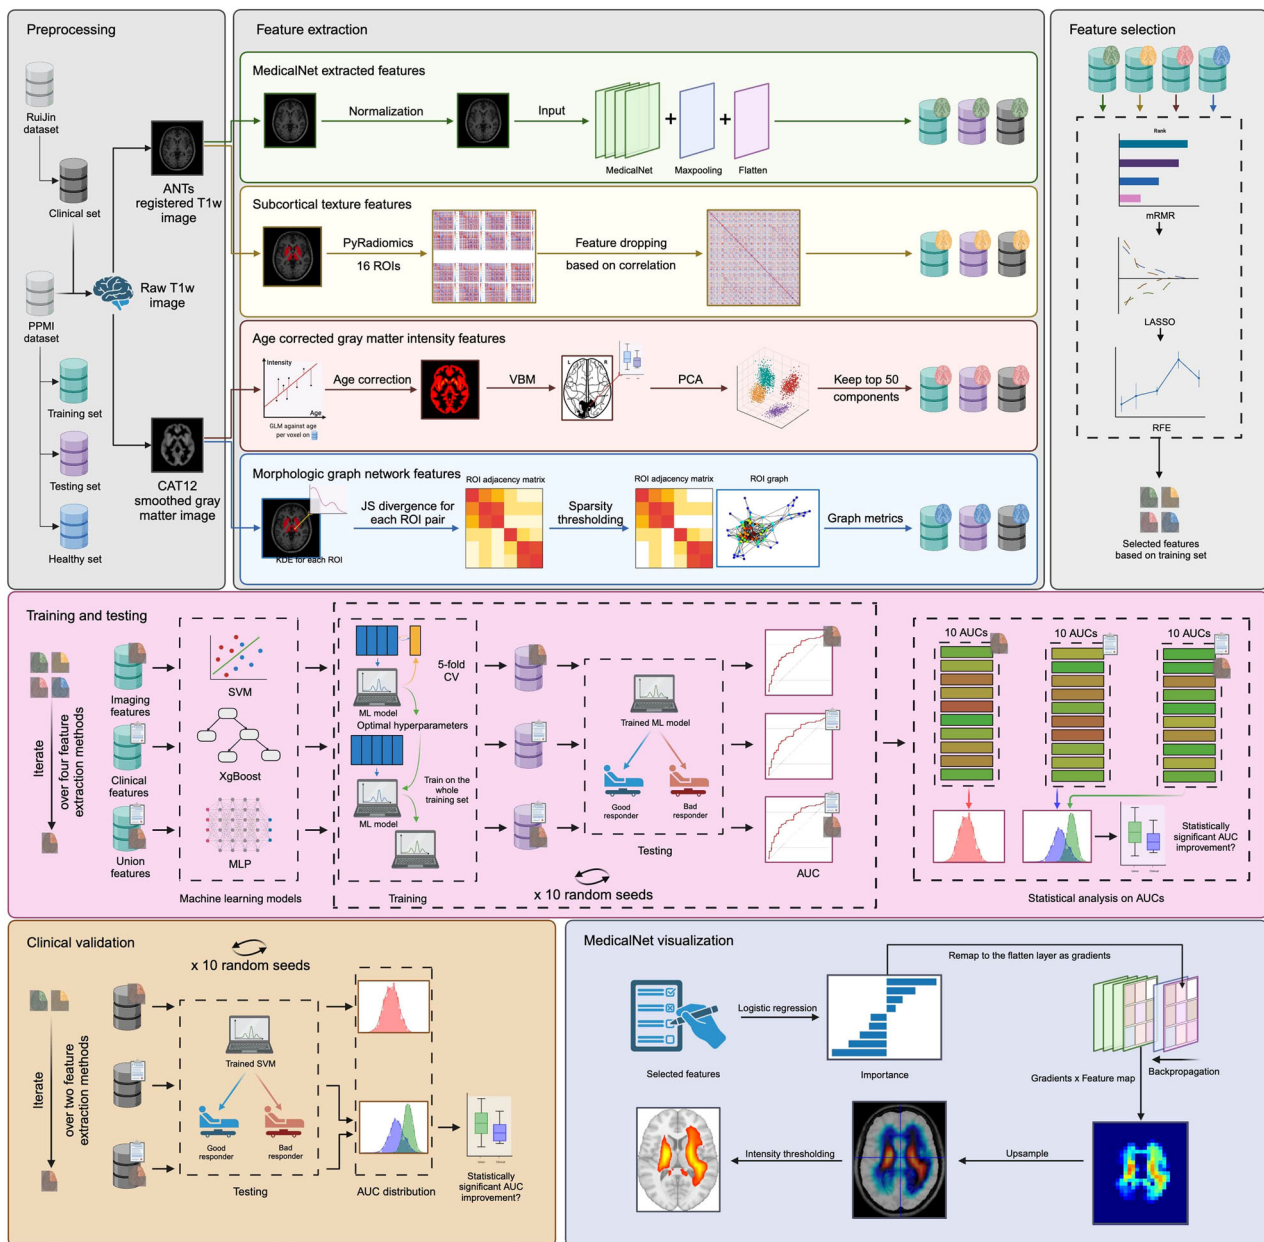 Preprocessing
RuiJin
dataset
Clinical set
PPMI
dataset
Training set
Testing set
Healthy set
Raw T1w
image
ANTs
registered T1w
image
CAT12
smoothed gray
matter image
Feature extraction
MedicalNet extracted features
Normalization
Input
MedicalNet
Maxpooling
Flatten
Subcortical texture features
PyRadiomics
16 ROIs
Feature dropping
based on correlation
Age corrected gray matter intensity features
Intensity
Age
GLM against age
per voxel on
Age correction
VBM
L
R
PCA
Keep top 50
components
Morphologic graph network features
KDE for each ROI
JS divergence for
each ROI pair
ROI adjacency matrix
Sparsity
thresholding
ROI adjacency matrix
ROI graph
Graph metrics
Feature selection
Rank
mRMR
LASSO
RFE
Selected features
based on training set
Training and testing
Iterate
over four feature
extraction methods
Imaging
features
Clinical
features
Union
features
SVM
XgBoost
MLP
Machine learning models
5-fold
CV
ML model
Optimal hyperparameters
Train on the
whole
training set
ML model
Training
x 10 random seeds
Trained ML model
Good
responder
Bad
responder
Testing
AUC
10 AUCs
10 AUCs
10 AUCs
Statistically
significant AUC
improvement?
Statistical analysis on AUCs
Clinical validation
x 10 random seeds
Iterate
over two feature
extraction methods
Trained SVM
Good
responder
Bad
responder
Testing
AUC distribution
Statistically
significant AUC
improvement?
MedicalNet visualization
Selected features
Logistic regression
Importance
Remap to the flatten layer as gradients
Backpropagation
Gradients x Feature map
Upsample
Intensity thresholding